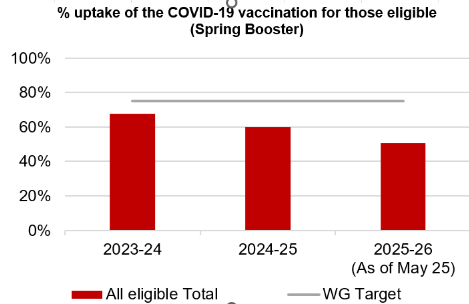 % uptake of the COVID-19 vaccination for those eligible
(Spring Booster)
100%
80%
60%
40%
20%
0%
2023-24
2024-25
2025-26
(As of May 25)
All eligible Total
WG Target